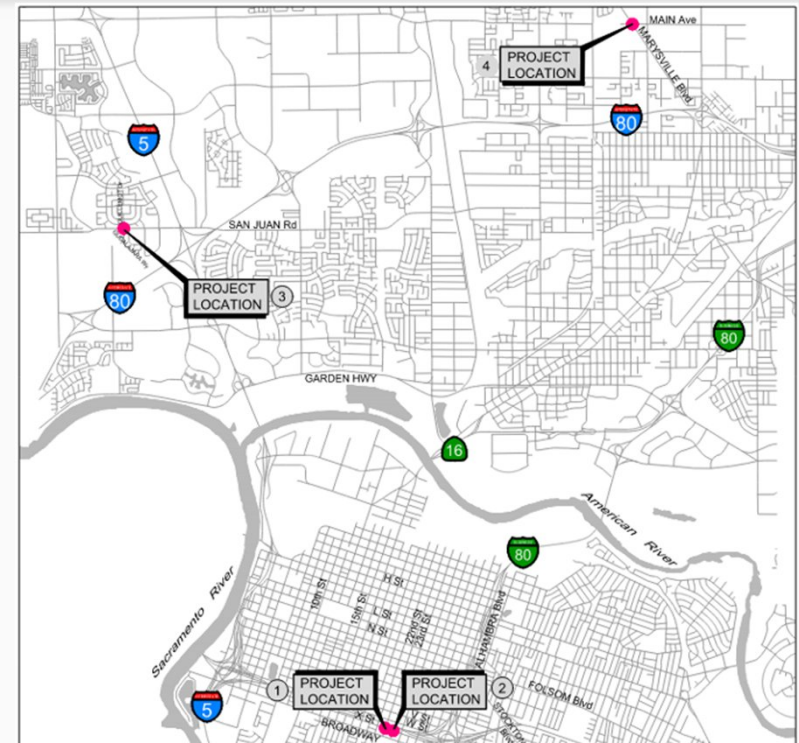 MAIN Ave
MARYSVILLE Blvd
4
PROJECT
LOCATION
80
5
SAN JUAN Rd
PROJECT
LOCATION
3
80
80
GARDEN HWY
16
American River
80
Sacramento River
H St
10th St
15th St
L St
N St
22nd St
23rd St
ALHAMBRA Blvd
1
PROJECT
LOCATION
PROJECT
LOCATION
2
FOLSOM Blvd
5
X St
W
BROADWAY